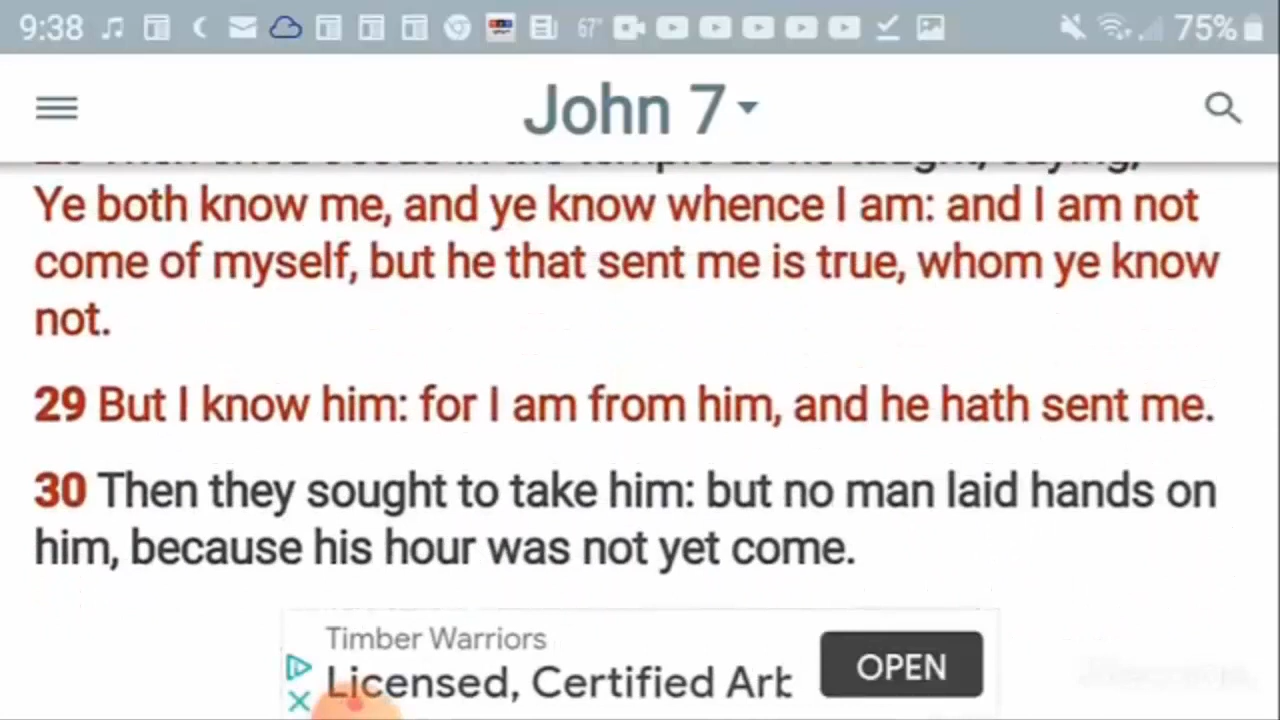 9:38 67° 75%
John 7
Ye both know me, and ye know whence I am: and I am not
come of myself, but he that sent me is true, whom ye know
not.
29 But I know him: for I am from him, and he hath sent me.
30 Then they sought to take him: but no man laid hands on
him, because his hour was not yet come.
Timber Warriors
Licensed, Certified Arb
OPEN